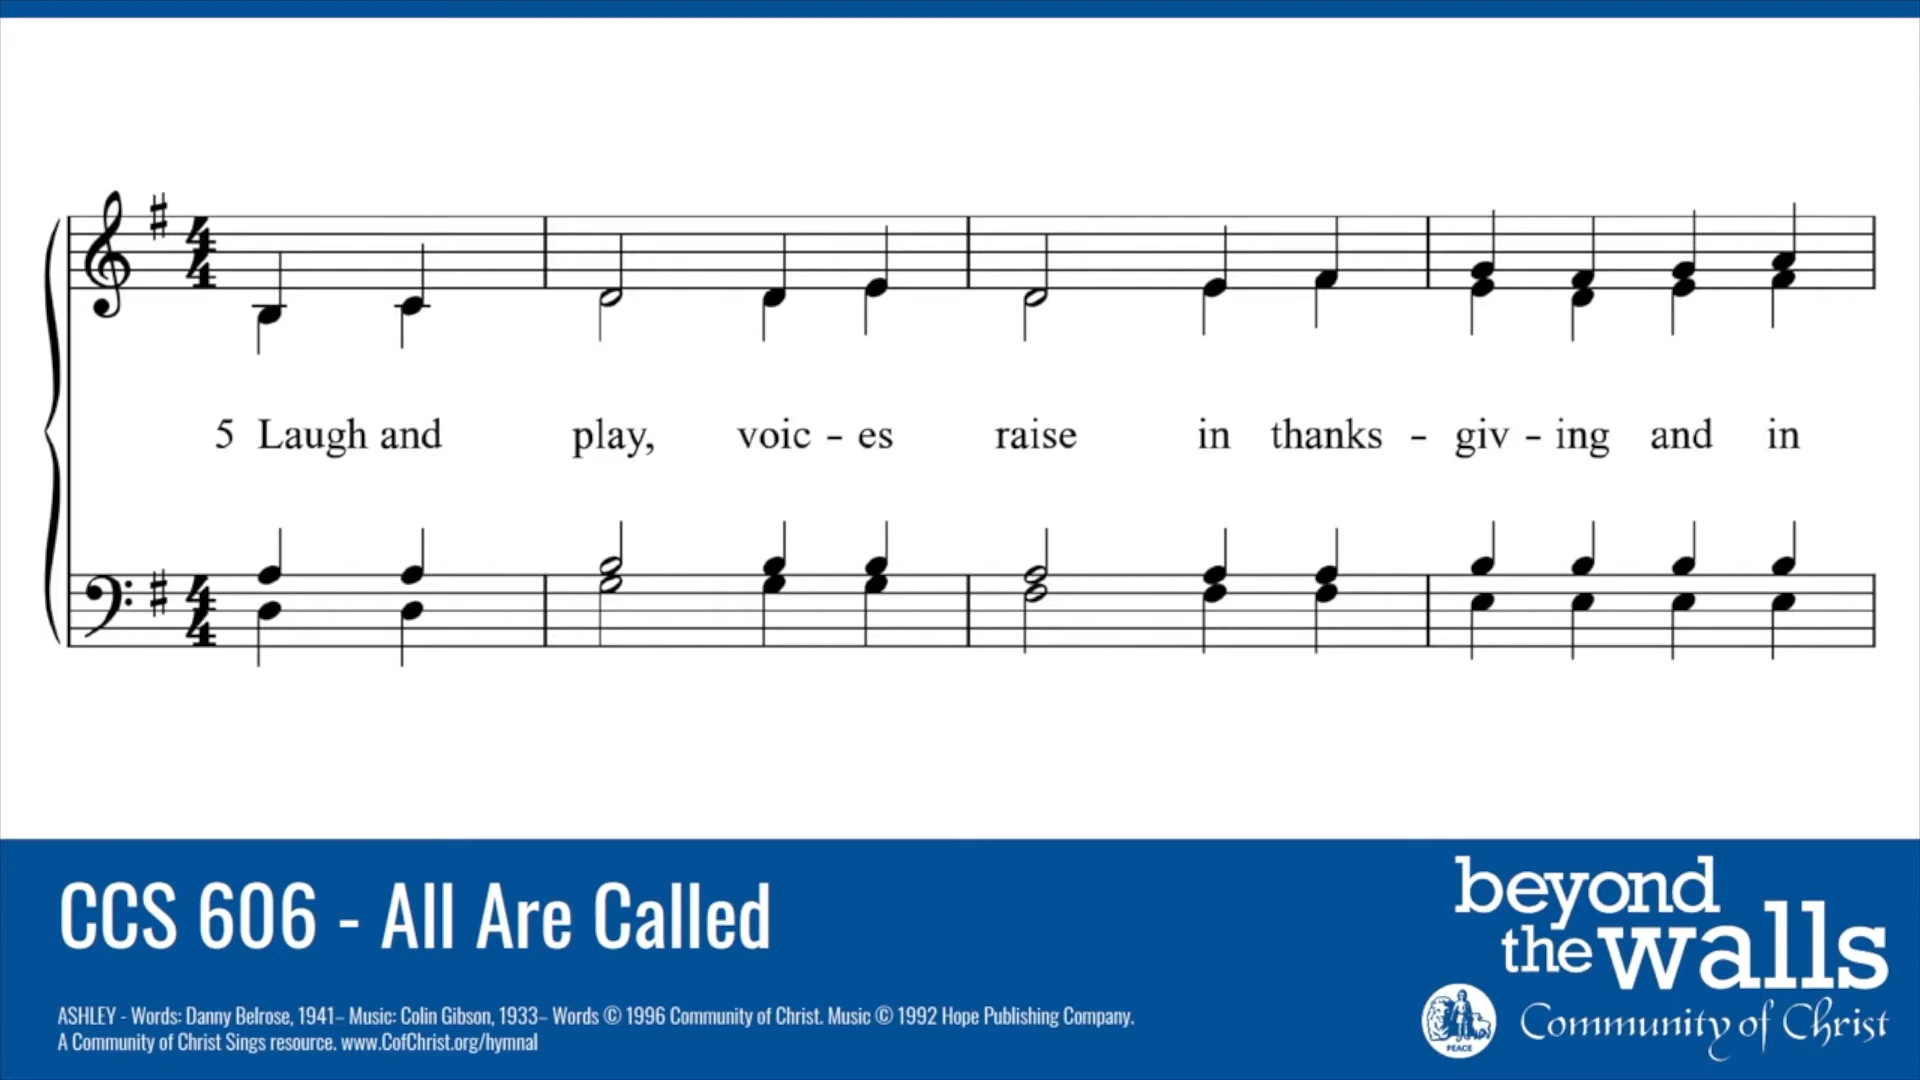 5 Laugh and play, voic - es raise in thanks - giv - ing and in
CCS 606 - All Are Called
ASHLEY - Words: Danny Belrose, 1941– Music: Colin Gibson, 1933– Words © 1996 Community of Christ. Music © 1992 Hope Publishing Company.
A Community of Christ Sings resource. www.CofChrist.org/hymnal
beyond
the walls
PEACE
Community of Christ